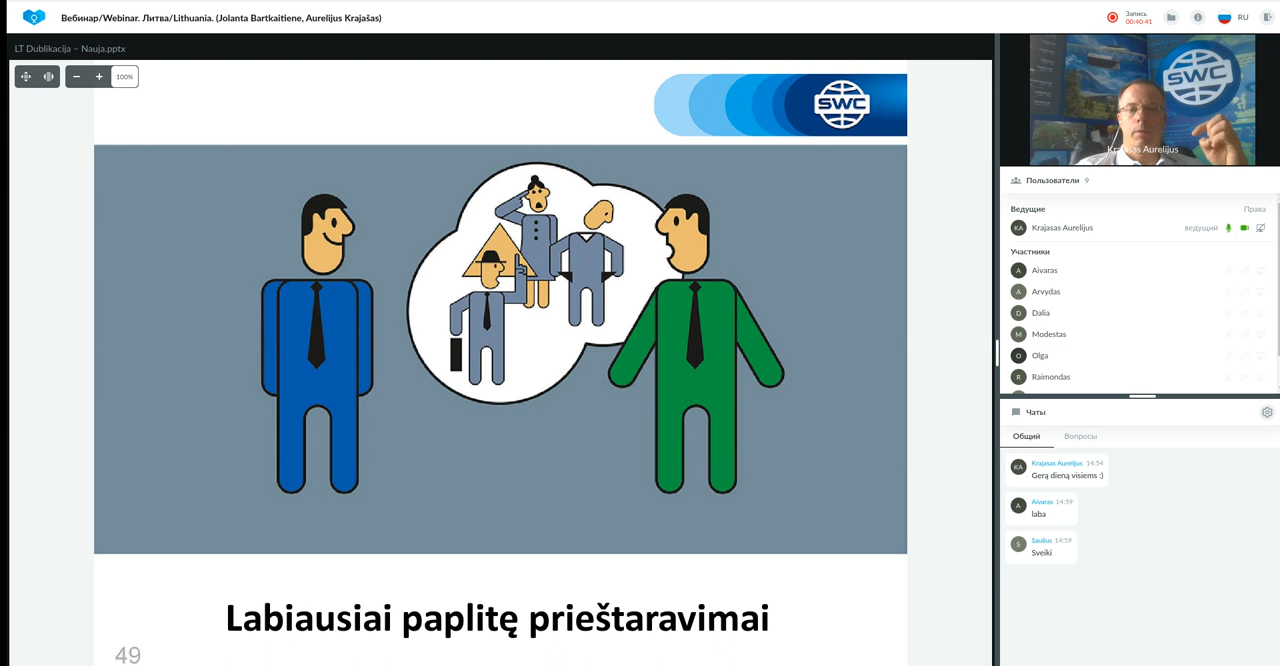 Вебинар/Webinar. Литва/Lithuania. (Jolanta Bartkaitiene, Aurelijus Krajašas)
Запись
00:40:41
RU
LT Dublikacija – Nauja.pptx
100%
SWC
SWC
Krajasas Aurelijus
Пользователи 9
Ведущие Права
KA Krajasas Aurelijus ведущий
Участники
A Aivaras
A Arvydas
D Dalia
M Modestas
O Olga
R Raimondas
Чаты
Общий Вопросы
KA Krajasas Aurelijus 14:54
Gerą dieną visiems :)
A Aivaras 14:59
laba
S Saulius 14:59
Sveiki
Labiausiai paplitę prieštaravimai
49